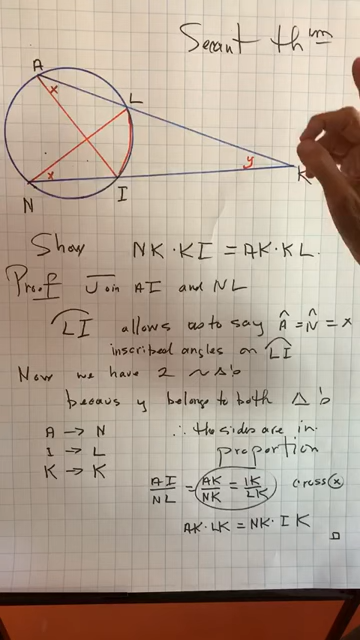 Secant thm
A
L
x
y
K
x
N
I
Show NK·KI = AK·KL.
Proof Join AI and NL
LI allows us to say Â = N̂ = x
inscribed angles on LI
Now we have 2 ~ Δ's
becaus y belongs to both Δ's
A → N ∴ the sides are in
I → L proportion
K → K
AI/NL = AK/NK = IK/LK cross ⊗
AK·LK = NK·IK
□